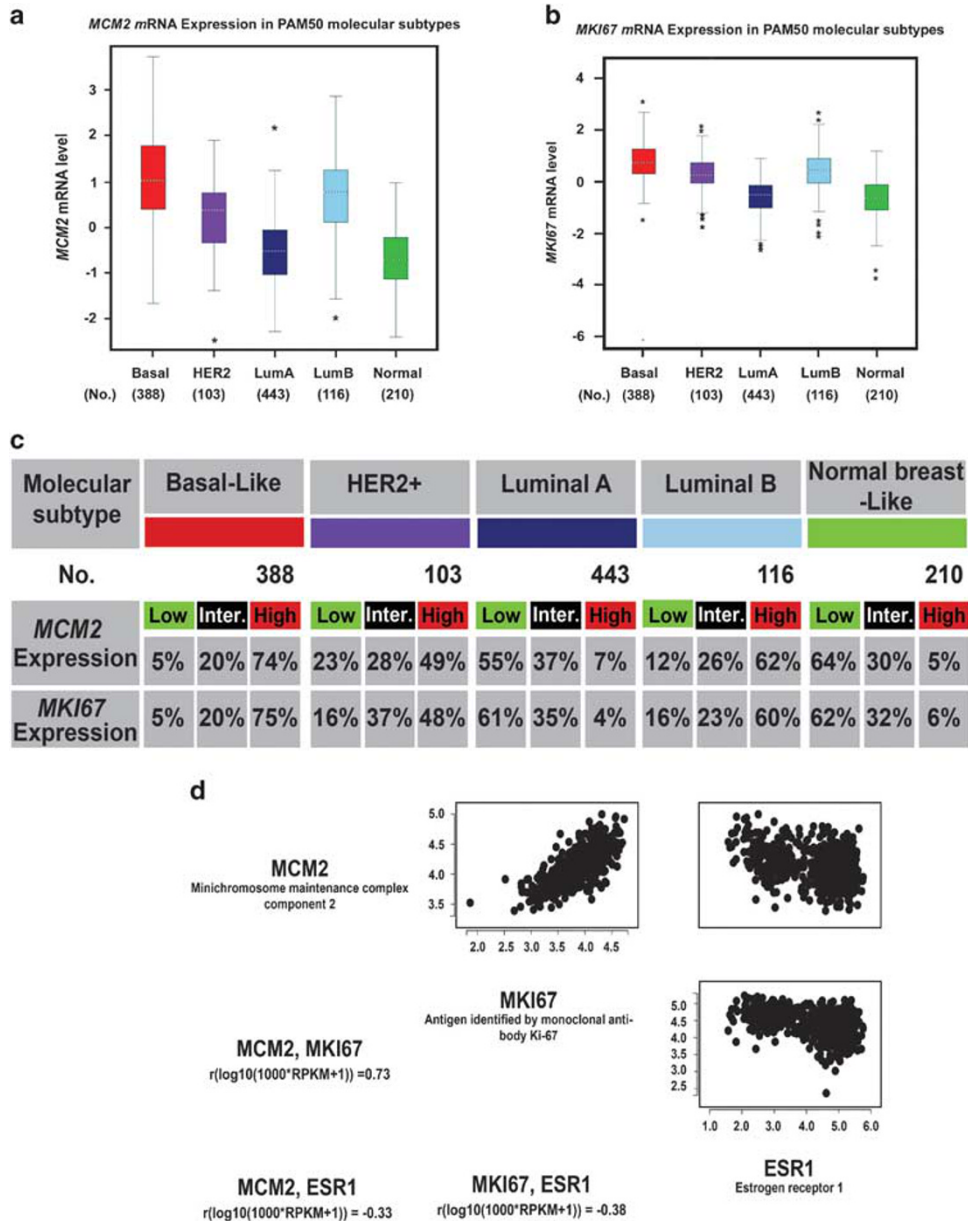 a
MCM2 mRNA Expression in PAM50 molecular subtypes
MCM2 mRNA level
3
2
1
0
-1
-2
*
*
*
Basal HER2 LumA LumB Normal
(No.) (388) (103) (443) (116) (210)
b
MKI67 mRNA Expression in PAM50 molecular subtypes
MKI67 mRNA level
4
2
0
-2
-4
-6
Basal HER2 LumA LumB Normal
(No.) (388) (103) (443) (116) (210)
c
Molecular subtype Basal-Like HER2+ Luminal A Luminal B Normal breast
-Like
No. 388 103 443 116 210
Low Inter. High Low Inter. High Low Inter. High Low Inter. High Low Inter. High
MCM2
Expression 5% 20% 74% 23% 28% 49% 55% 37% 7% 12% 26% 62% 64% 30% 5%
MKI67
Expression 5% 20% 75% 16% 37% 48% 61% 35% 4% 16% 23% 60% 62% 32% 6%
d
MCM2
Minichromosome maintenance complex
component 2
5.0
4.5
4.0
3.5
2.0 2.5 3.0 3.5 4.0 4.5
MKI67
Antigen identified by monoclonal anti-
body Ki-67
5.0
4.5
4.0
3.5
3.0
2.5
1.0 2.0 3.0 4.0 5.0 6.0
MCM2, MKI67
r(log10(1000*RPKM+1)) =0.73
ESR1
Estrogen receptor 1
MCM2, ESR1
r(log10(1000*RPKM+1)) = -0.33
MKI67, ESR1
r(log10(1000*RPKM+1)) = -0.38